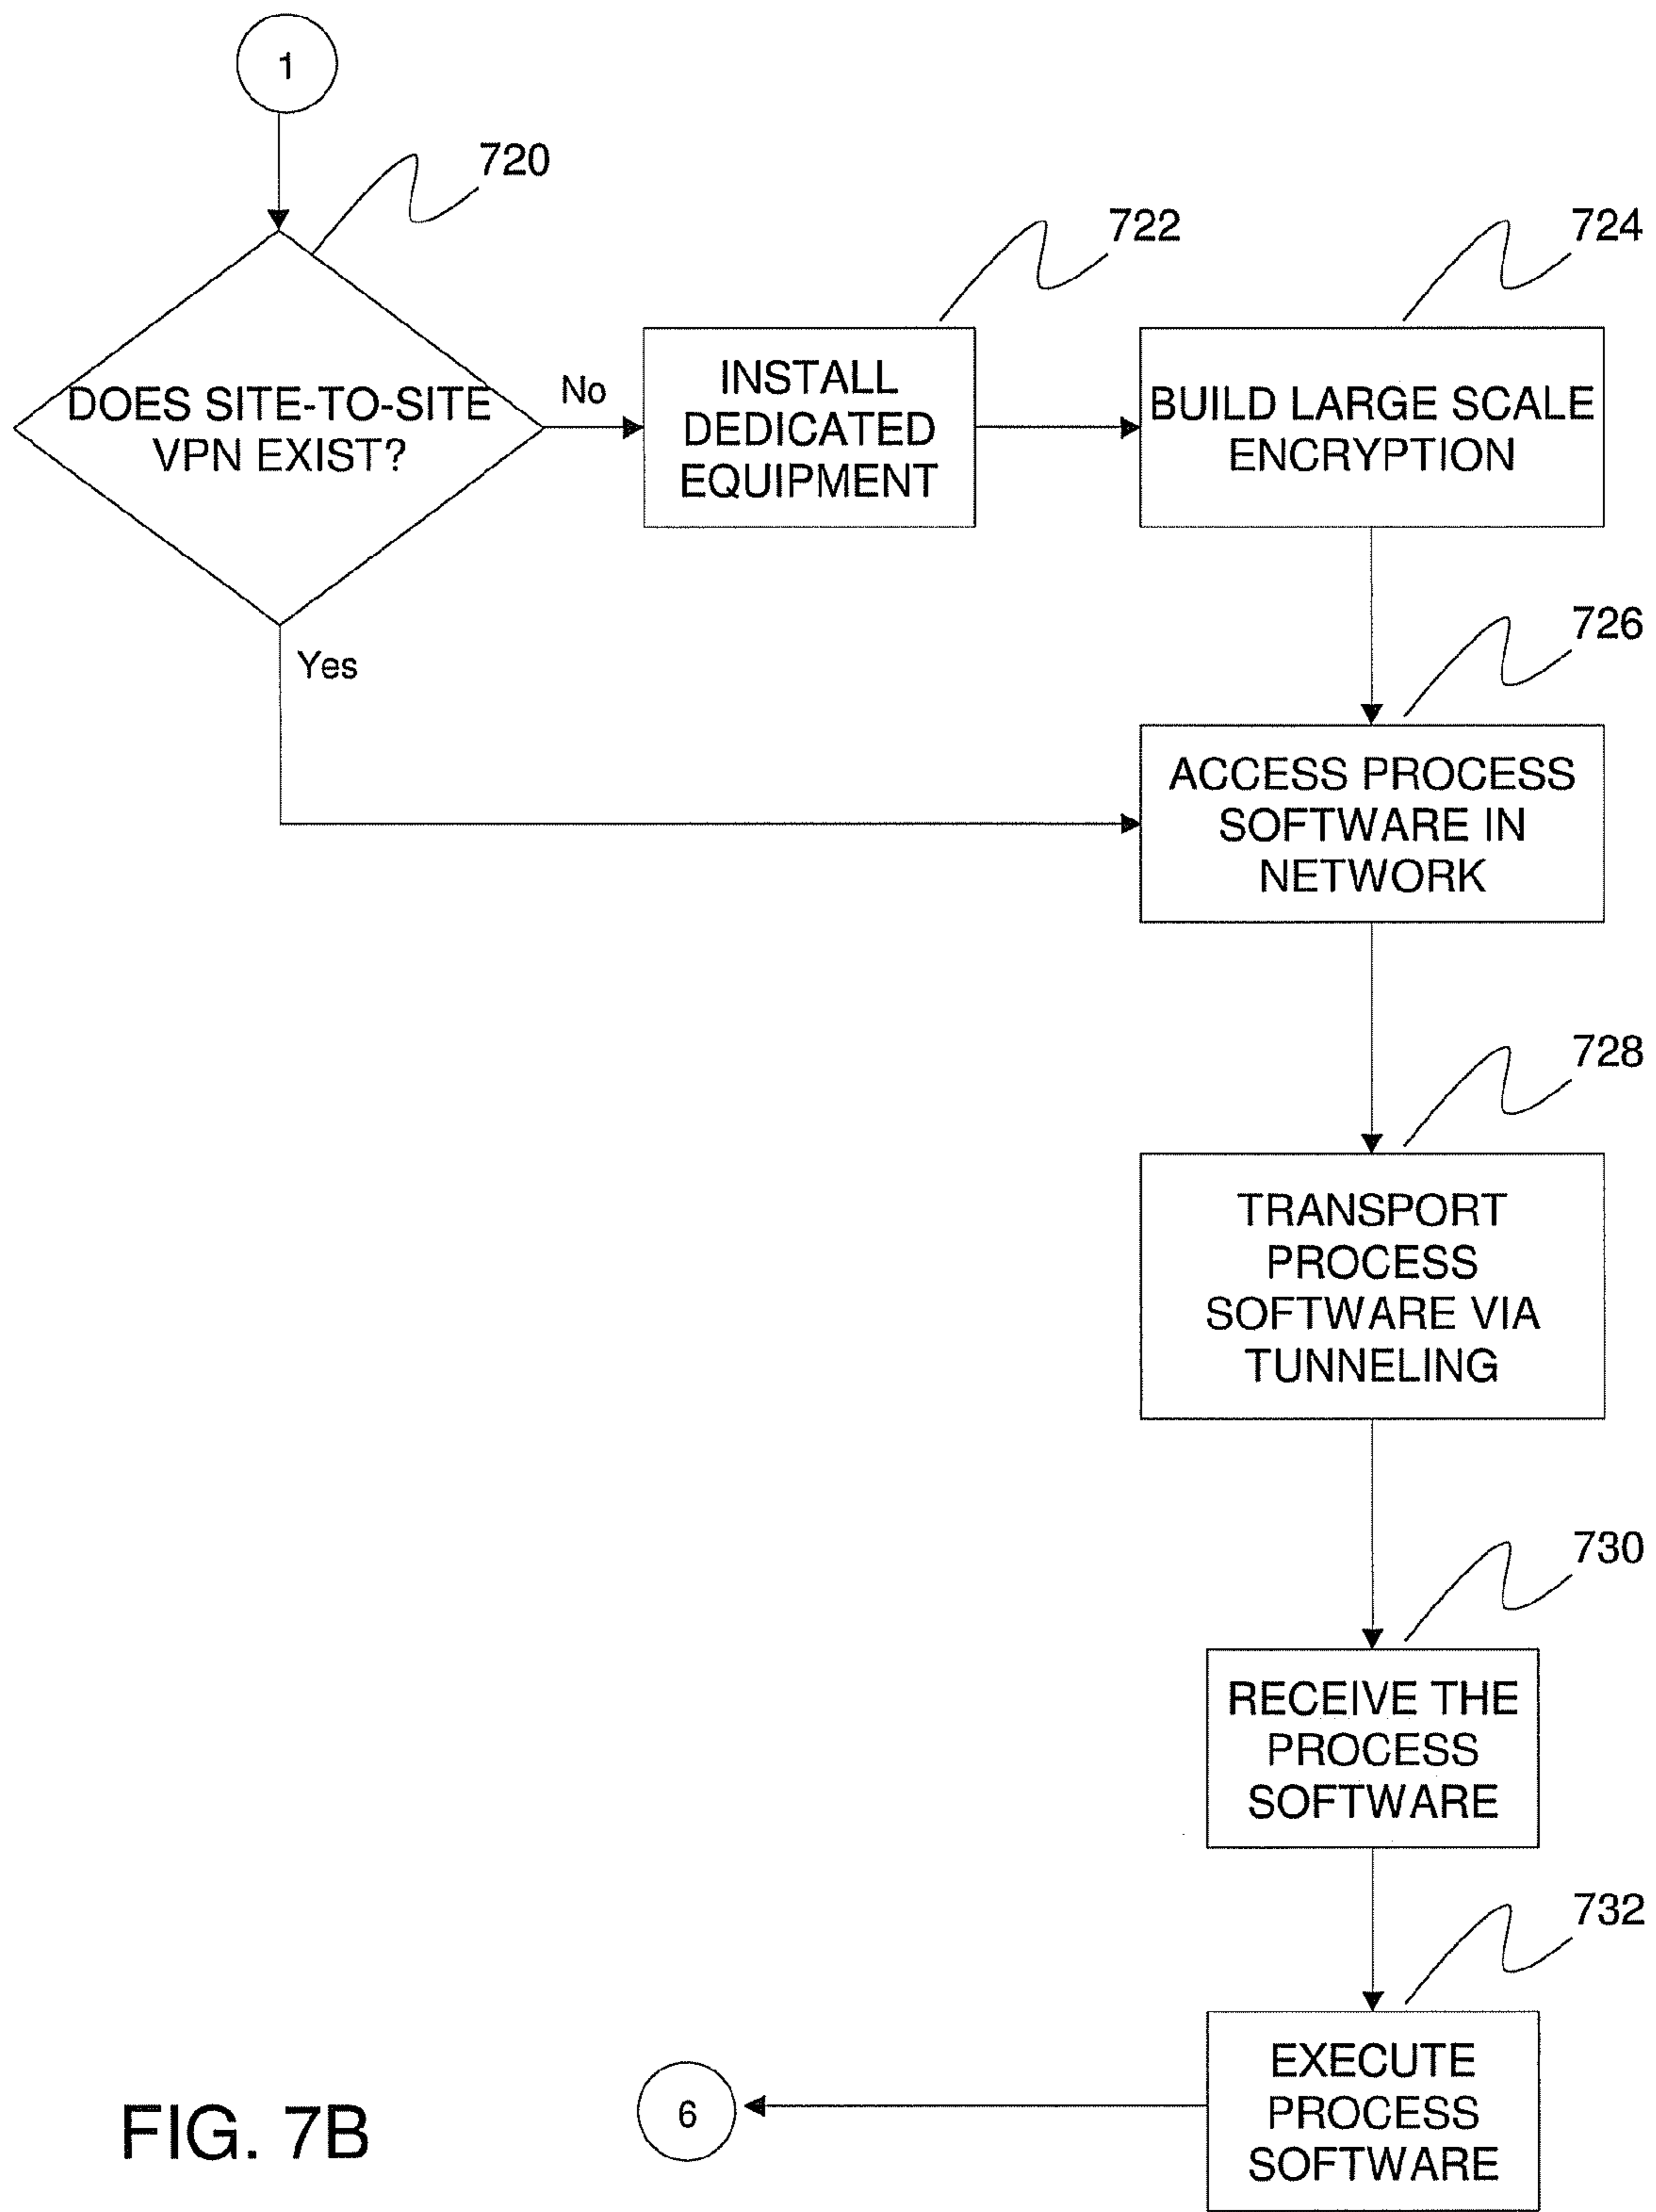 1
720
DOES SITE-TO-SITE
VPN EXIST?
No
Yes
722
INSTALL
DEDICATED
EQUIPMENT
724
BUILD LARGE SCALE
ENCRYPTION
726
ACCESS PROCESS
SOFTWARE IN
NETWORK
728
TRANSPORT
PROCESS
SOFTWARE VIA
TUNNELING
730
RECEIVE THE
PROCESS
SOFTWARE
732
EXECUTE
PROCESS
SOFTWARE
6
FIG. 7B